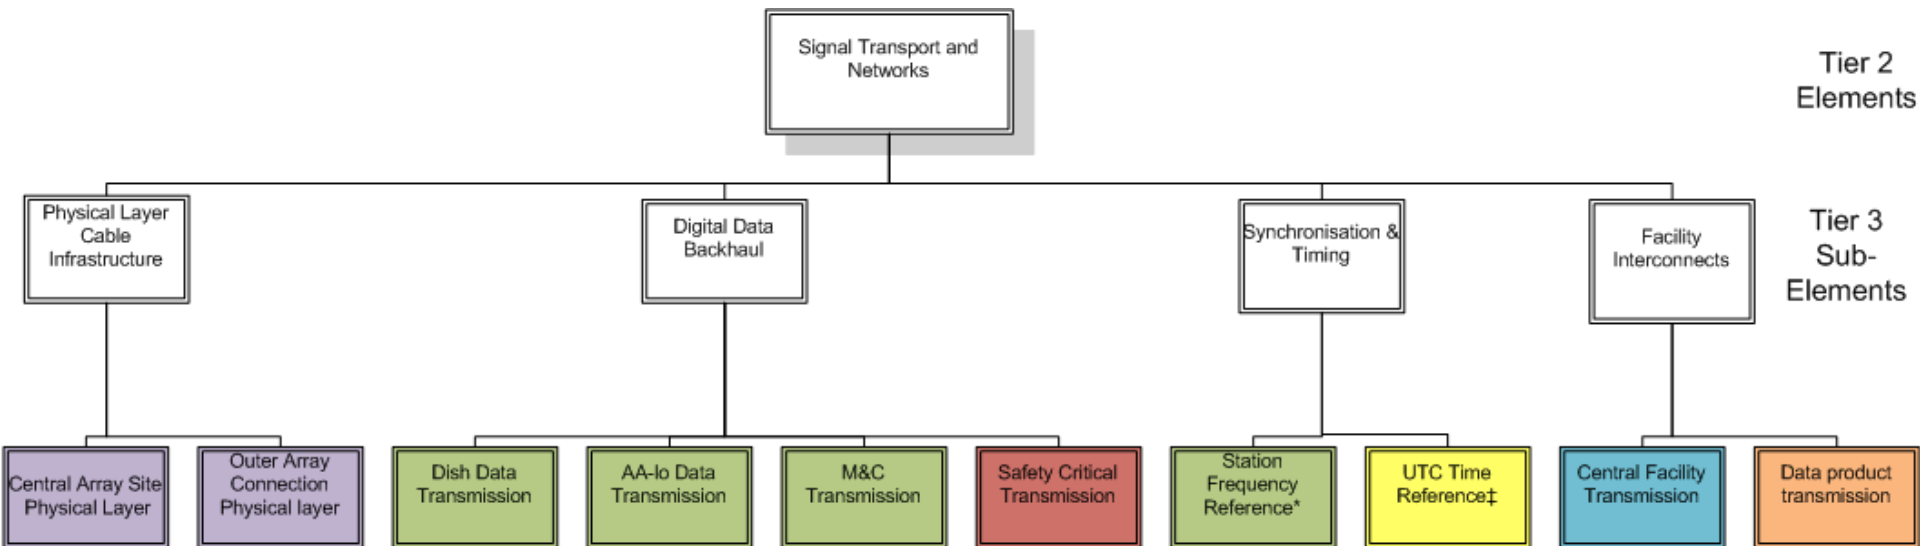 Signal Transport and
Networks
Tier 2
Elements
Physical Layer
Cable
Infrastructure
Digital Data
Backhaul
Synchronisation &
Timing
Facility
Interconnects
Tier 3
Sub-
Elements
Central Array Site
Physical Layer
Outer Array
Connection
Physical layer
Dish Data
Transmission
AA-lo Data
Transmission
M&C
Transmission
Safety Critical
Transmission
Station
Frequency
Reference*
UTC Time
Reference‡
Central Facility
Transmission
Data product
transmission